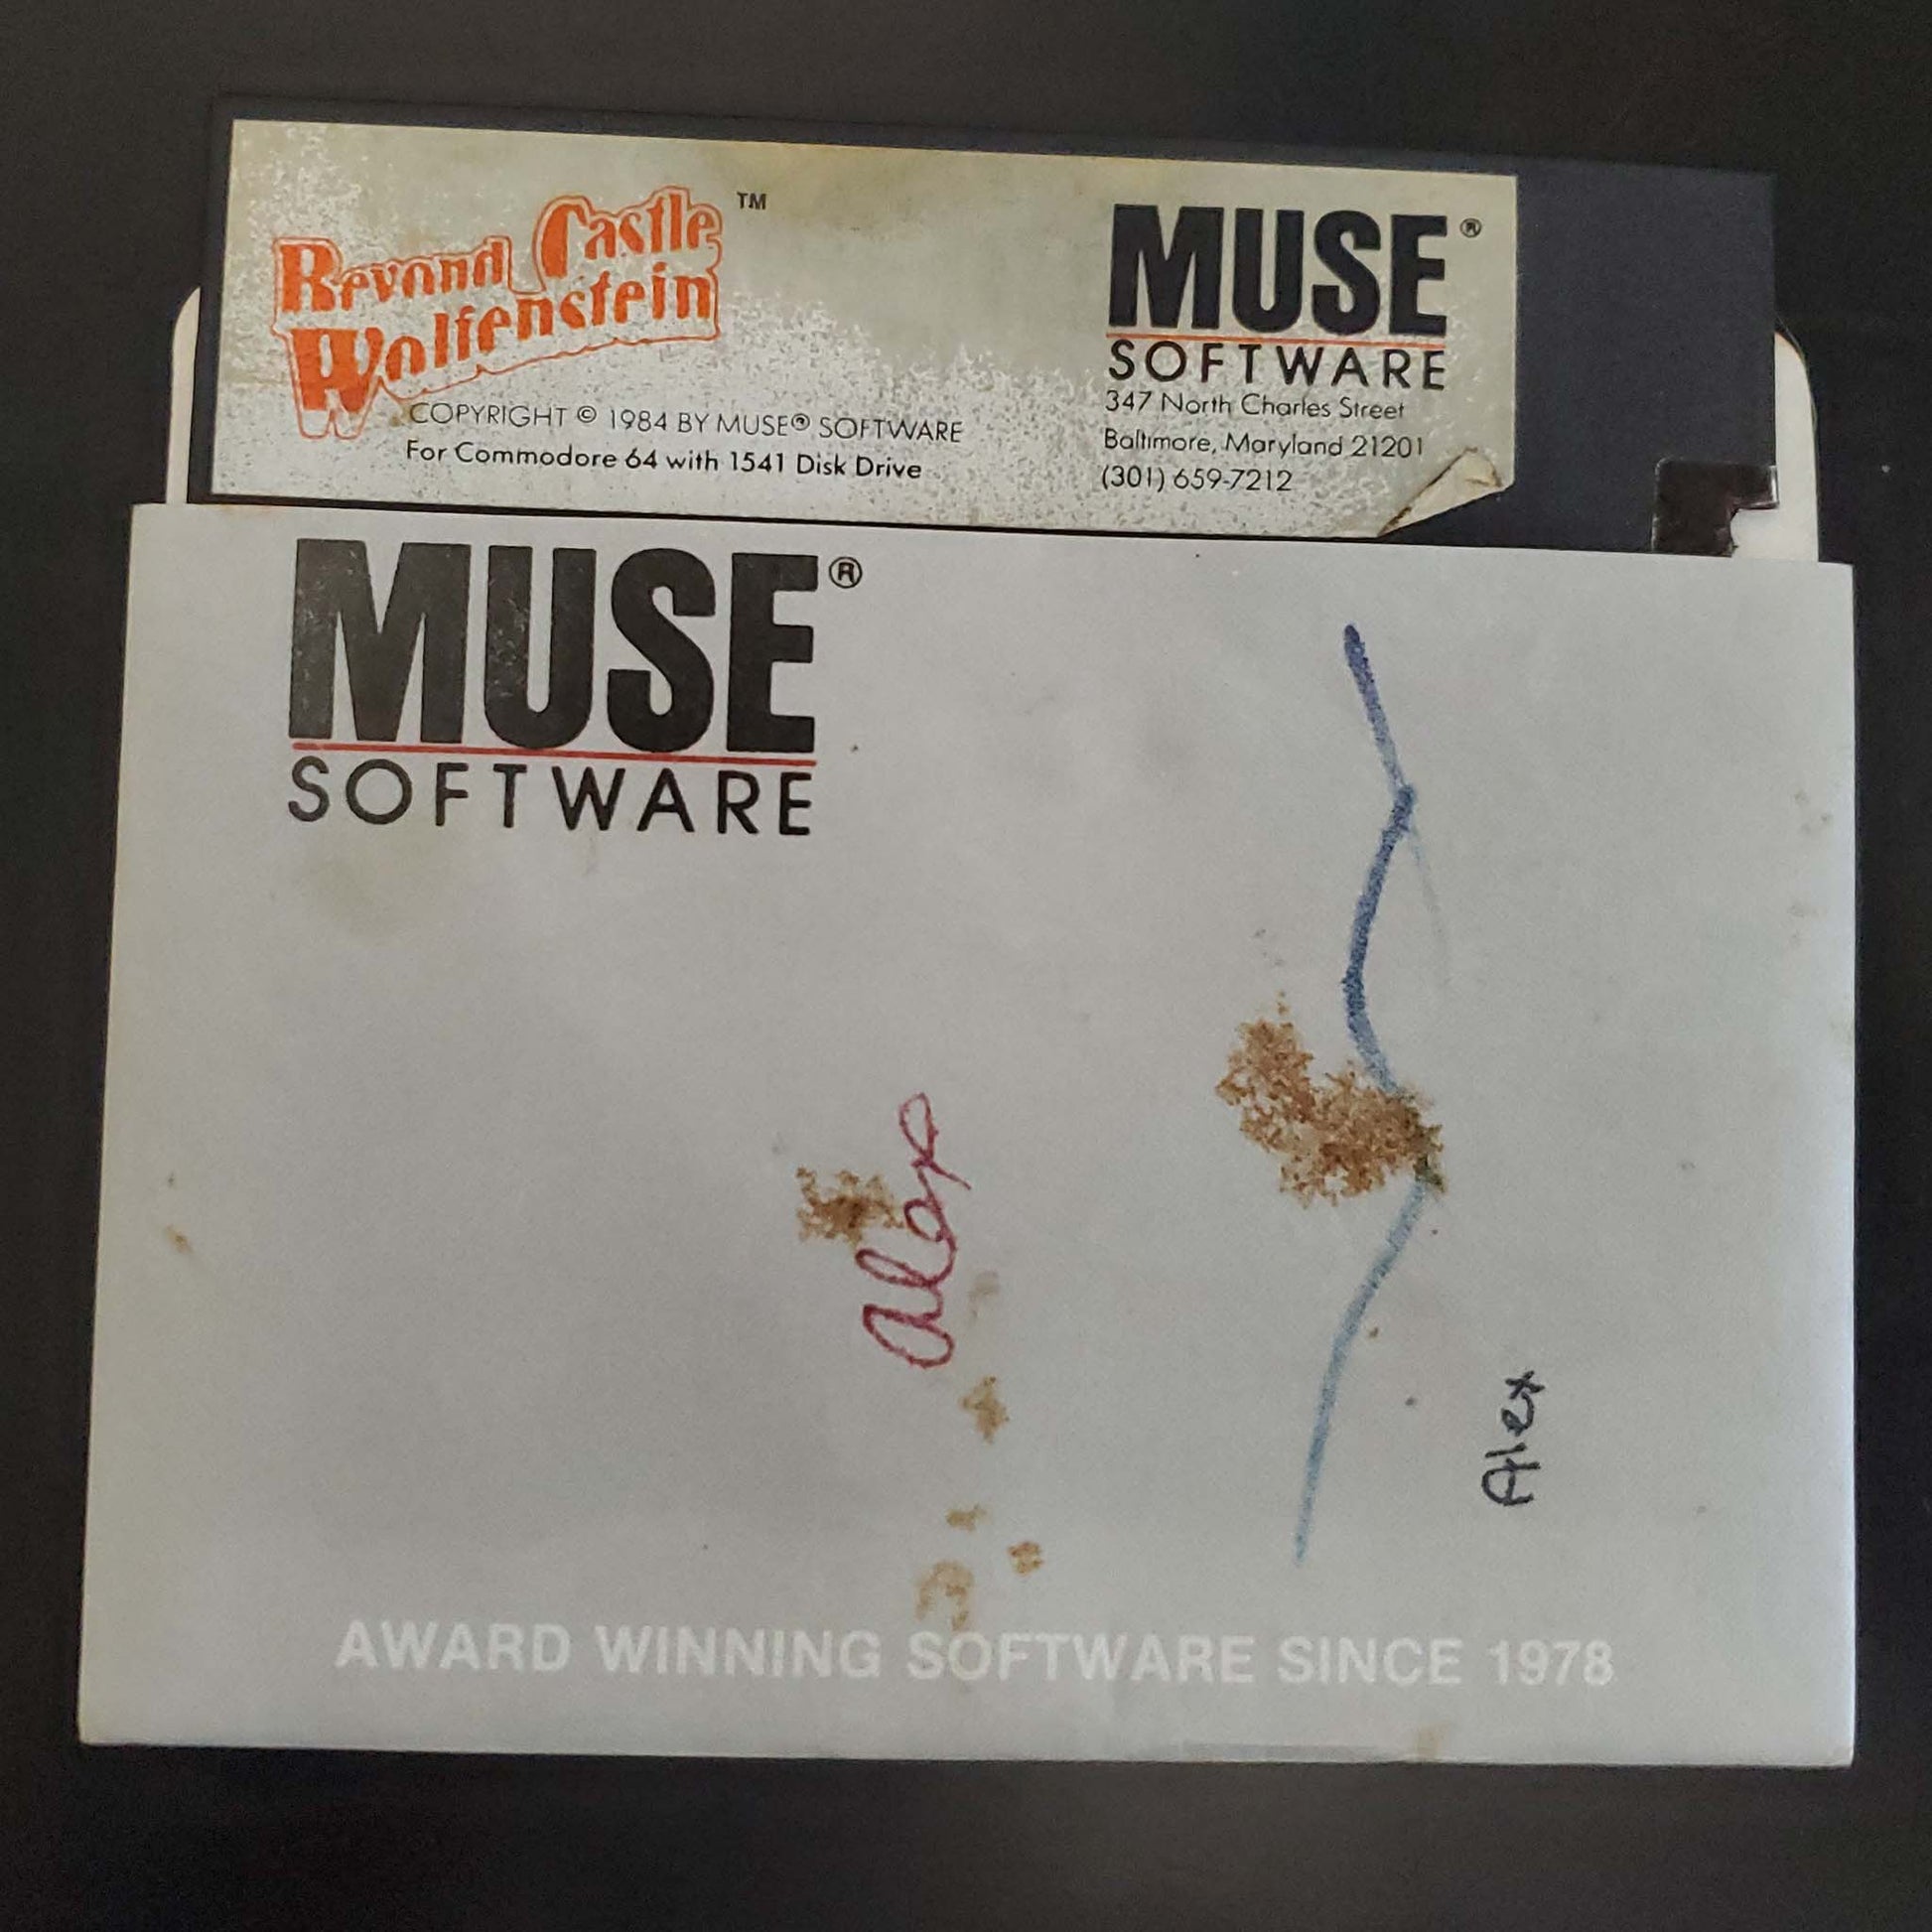 Beyond Castle ™
Wolfenstein
COPYRIGHT © 1984 BY MUSE® SOFTWARE
For Commodore 64 with 1541 Disk Drive
MUSE®
SOFTWARE
347 North Charles Street
Baltimore, Maryland 21201
(301) 659-7212
MUSE®
SOFTWARE
Alex
Alex
AWARD WINNING SOFTWARE SINCE 1978